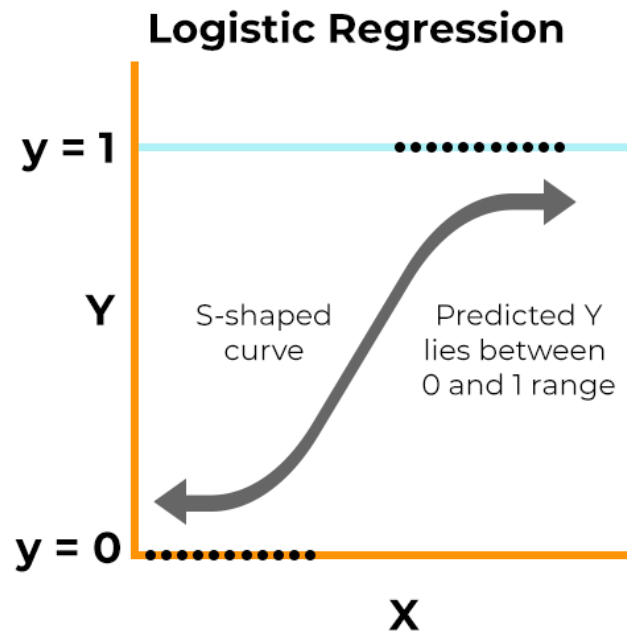 Logistic Regression
y = 1
Y
S-shaped
curve
Predicted Y
lies between
0 and 1 range
y = 0
X